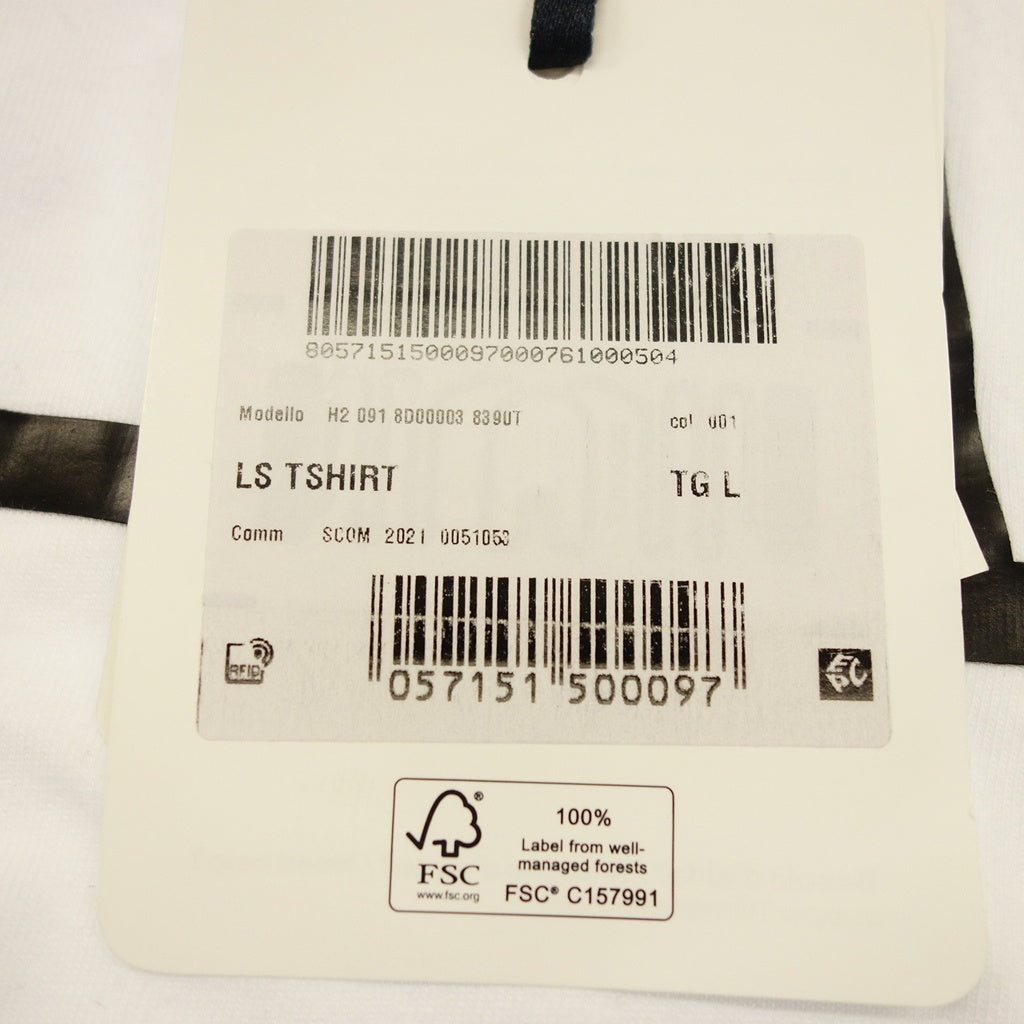 8057151500097000761000504
Modello H2 091 8D00003 839UT col 001
LS TSHIRT TG L
Comm SCOM 2021 0051053
RFID
EPC
057151 500097
100%
Label from well-
managed forests
FSC
www.fsc.org
FSC® C157991